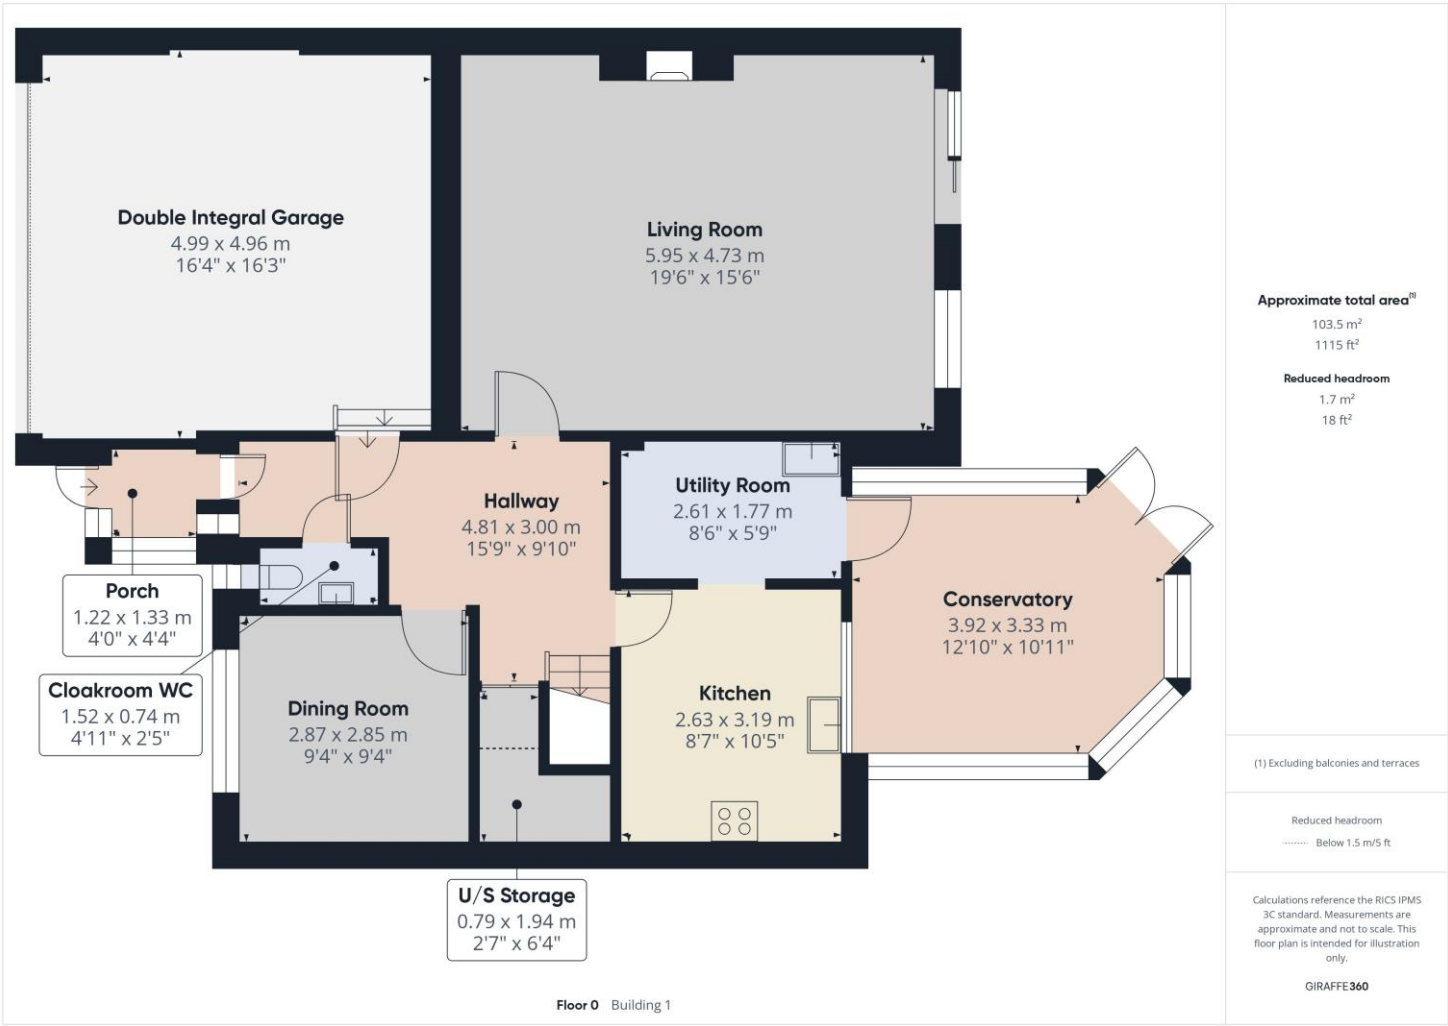 Double Integral Garage
4.99 x 4.96 m
16'4" x 16'3"
Living Room
5.95 x 4.73 m
19'6" x 15'6"
Hallway
4.81 x 3.00 m
15'9" x 9'10"
Utility Room
2.61 x 1.77 m
8'6" x 5'9"
Porch
1.22 x 1.33 m
4'0" x 4'4"
Conservatory
3.92 x 3.33 m
12'10" x 10'11"
Cloakroom WC
1.52 x 0.74 m
4'11" x 2'5"
Dining Room
2.87 x 2.85 m
9'4" x 9'4"
Kitchen
2.63 x 3.19 m
8'7" x 10'5"
U/S Storage
0.79 x 1.94 m
2'7" x 6'4"
Floor 0 Building 1
Approximate total area(1)
103.5 m²
1115 ft²
Reduced headroom
1.7 m²
18 ft²
(1) Excluding balconies and terraces
Reduced headroom
Below 1.5 m/5 ft
Calculations reference the RICS IPMS
3C standard. Measurements are
approximate and not to scale. This
floor plan is intended for illustration
only.
GIRAFFE360